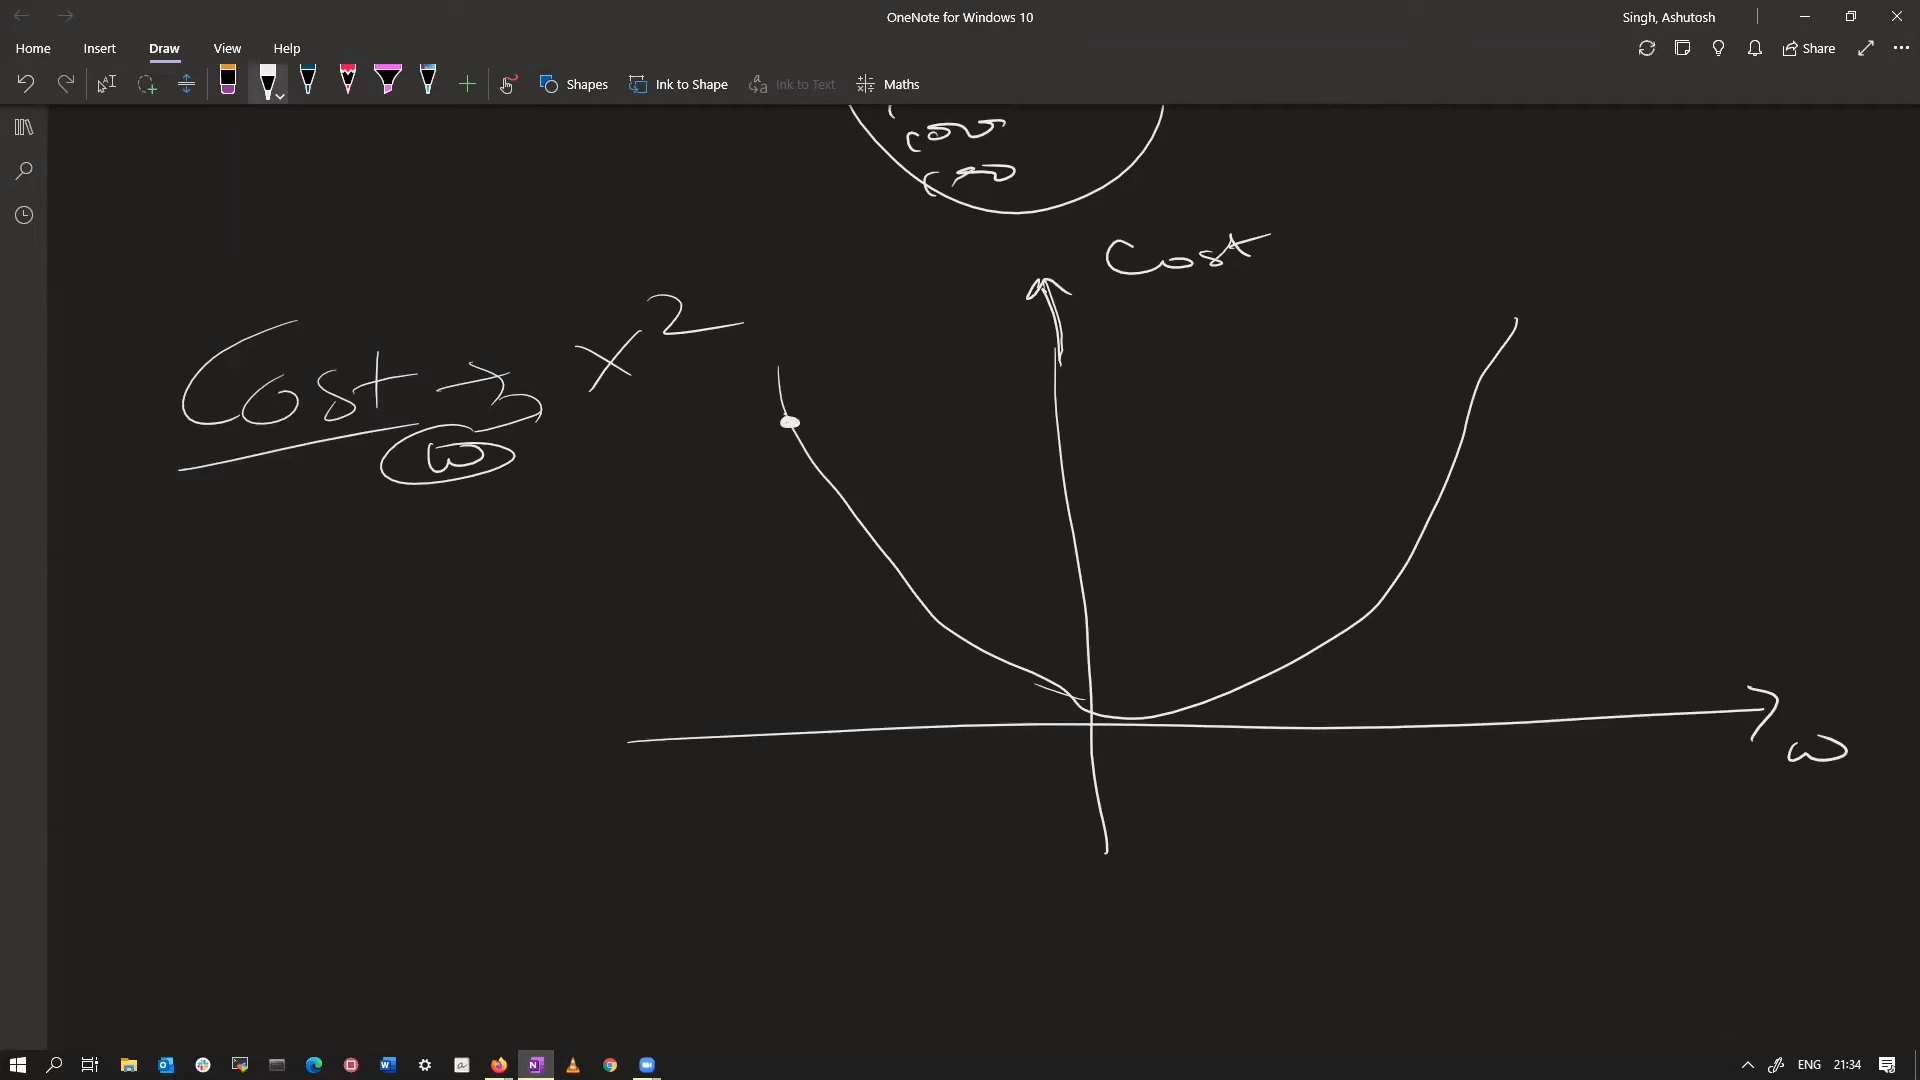 OneNote for Windows 10
Singh, Ashutosh
Home Insert Draw View Help
Share
Shapes Ink to Shape Ink to Text Maths
Cost
Cost → x²
w
w
ENG 21:34